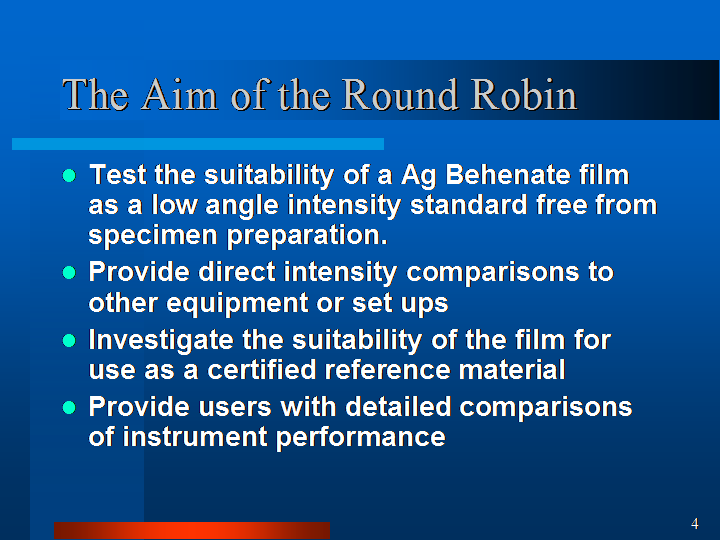 The Aim of the Round Robin
Test the suitability of a Ag Behenate film
as a low angle intensity standard free from
specimen preparation.
Provide direct intensity comparisons to
other equipment or set ups
Investigate the suitability of the film for
use as a certified reference material
Provide users with detailed comparisons
of instrument performance
4